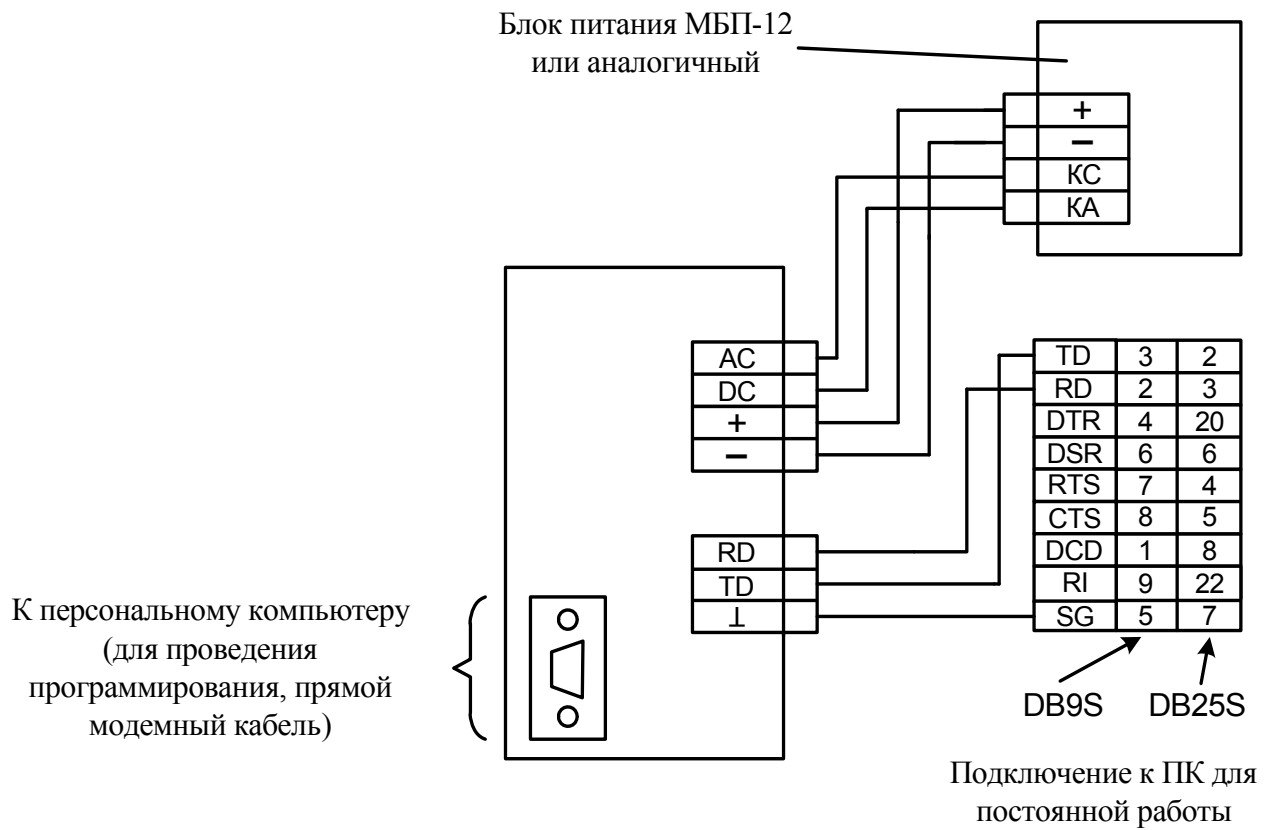 Блок питания МБП-12
или аналогичный
+
−
КС
КА
AC
DC
+
−
RD
TD
⊥
TD 3 2
RD 2 3
DTR 4 20
DSR 6 6
RTS 7 4
CTS 8 5
DCD 1 8
RI 9 22
SG 5 7
DB9S DB25S
К персональному компьютеру
(для проведения
программирования, прямой
модемный кабель)
Подключение к ПК для
постоянной работы